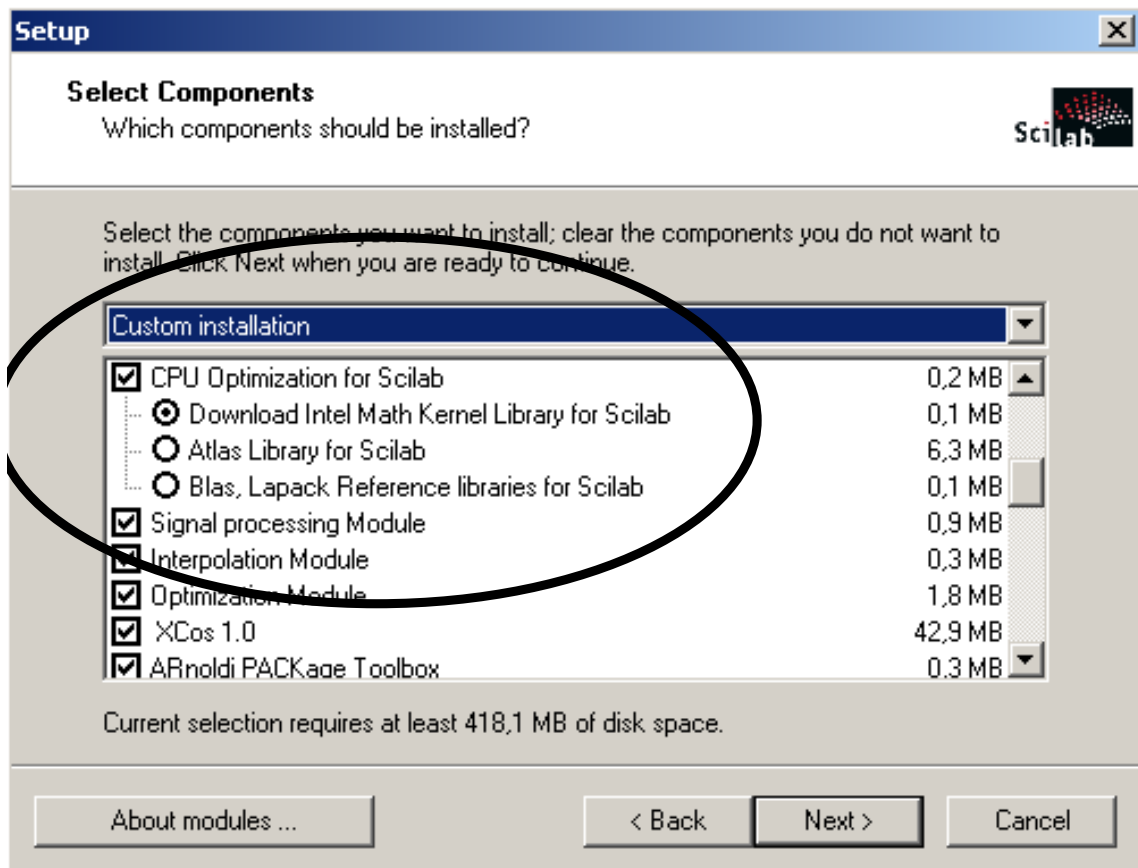 Setup
Select Components
Which components should be installed?
Scilab
Select the components you want to install; clear the components you do not want to
install. Click Next when you are ready to continue.
Custom installation
CPU Optimization for Scilab 0,2 MB
Download Intel Math Kernel Library for Scilab 0,1 MB
Atlas Library for Scilab 6,3 MB
Blas, Lapack Reference libraries for Scilab 0,1 MB
Signal processing Module 0,9 MB
Interpolation Module 0,3 MB
Optimization Module 1,8 MB
XCos 1.0 42,9 MB
ARnoldi PACKage Toolbox 0.3 MB
Current selection requires at least 418,1 MB of disk space.
About modules ... < Back Next > Cancel